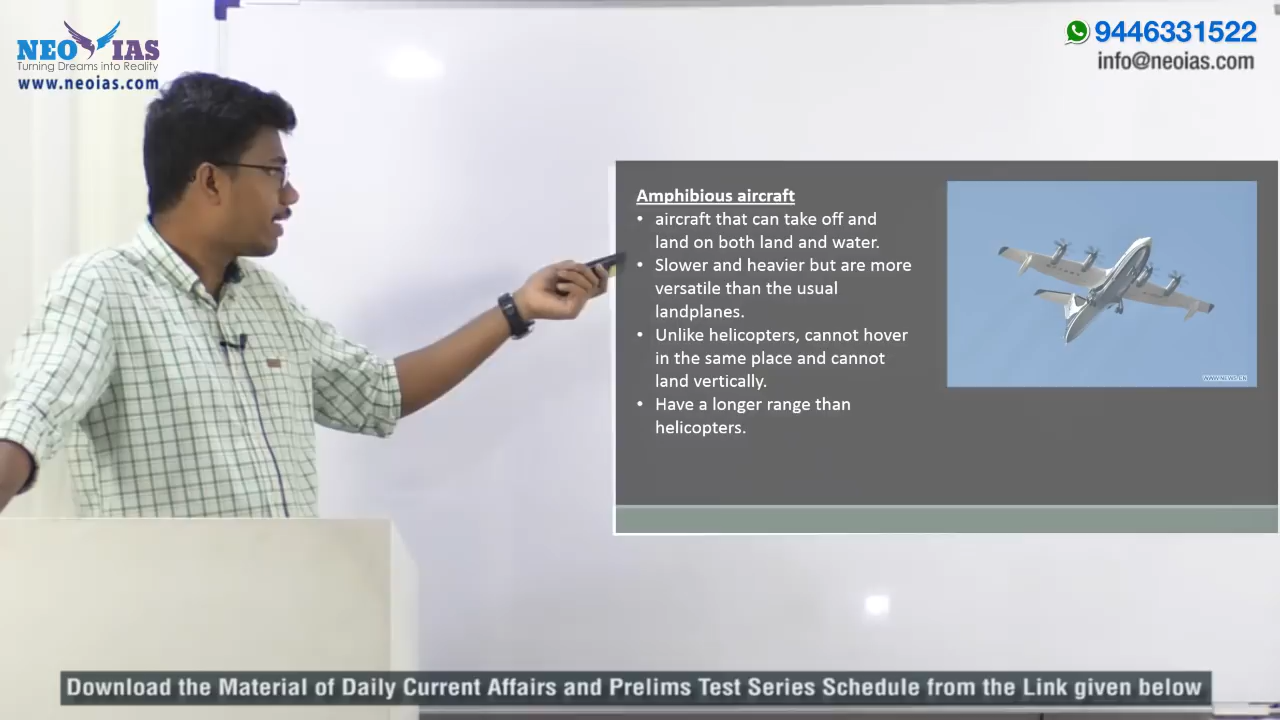 NEO IAS
Turning Dreams into Reality
www.neoias.com
9446331522
info@neoias.com
Amphibious aircraft
• aircraft that can take off and
land on both land and water.
• Slower and heavier but are more
versatile than the usual
landplanes.
• Unlike helicopters, cannot hover
in the same place and cannot
land vertically.
• Have a longer range than
helicopters.
WWW.NEWS.CN
Download the Material of Daily Current Affairs and Prelims Test Series Schedule from the Link given below